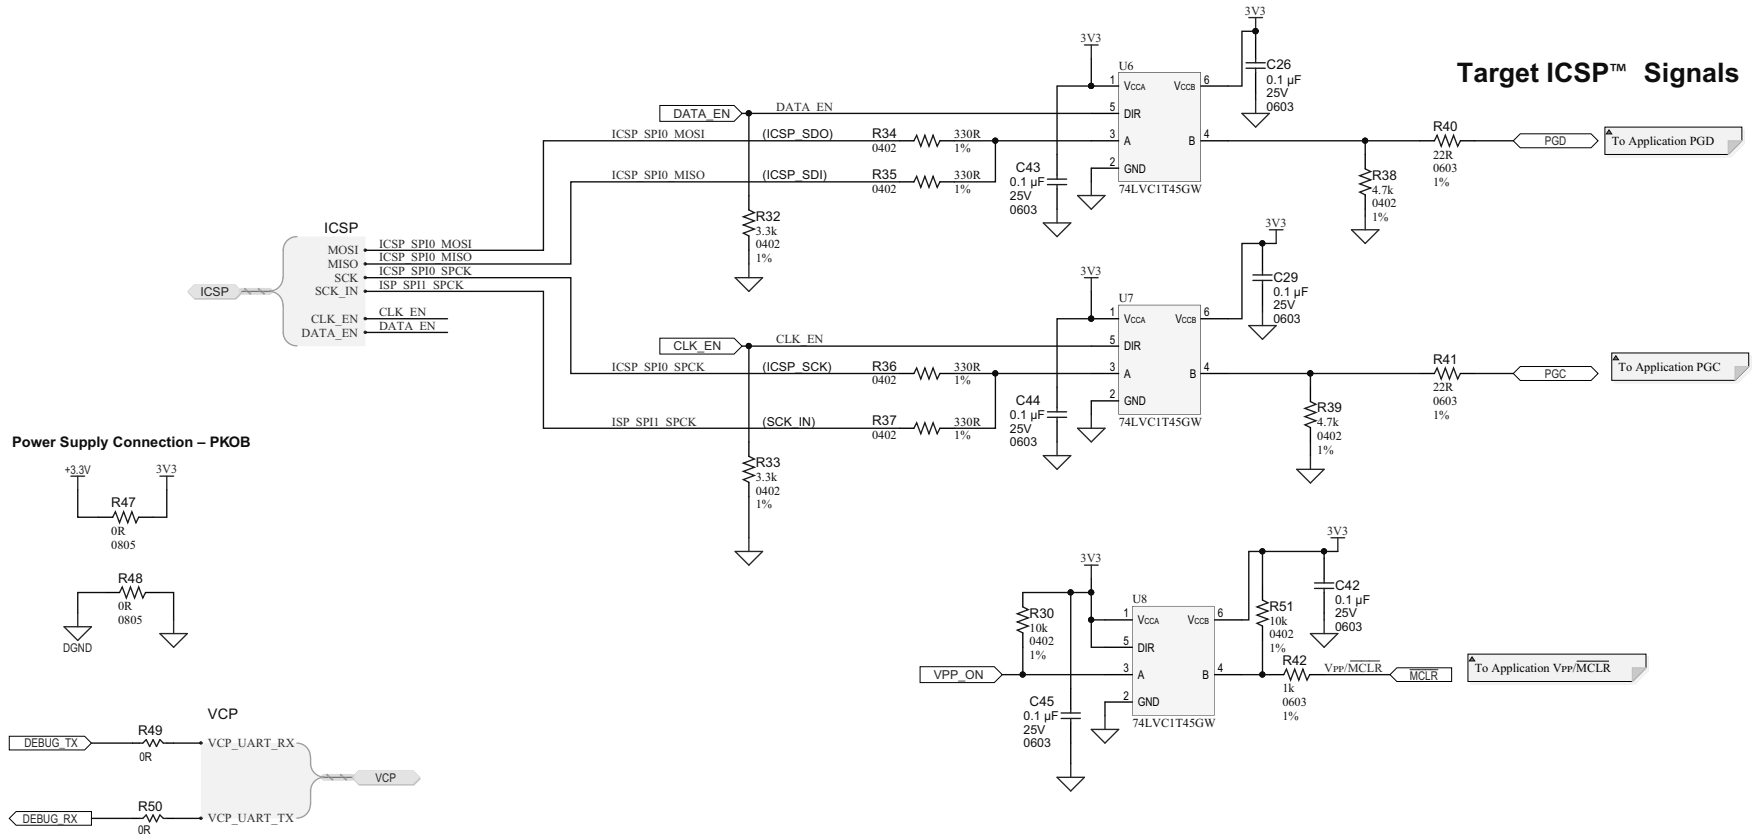 Target ICSP™ Signals
3V3
C26
0.1 µF
25V
0603
3V3
U6
1 VCCA
VCCB 6
5 DIR
3 A
B 4
2 GND
74LVC1T45GW
DATA_EN
DATA_EN
ICSP_SPI0_MOSI
(ICSP_SDO)
R34
0402
330R
1%
ICSP_SPI0_MISO
(ICSP_SDI)
R35
0402
330R
1%
C43
0.1 µF
25V
0603
R32
3.3k
0402
1%
R38
4.7k
0402
1%
R40
22R
0603
1%
PGD
To Application PGD
ICSP
ICSP
MOSI
ICSP_SPI0_MOSI
MISO
ICSP_SPI0_MISO
SCK
ICSP_SPI0_SPCK
SCK_IN
ISP_SPI1_SPCK
CLK_EN
CLK_EN
DATA_EN
DATA_EN
3V3
C29
0.1 µF
25V
0603
3V3
U7
1 VCCA
VCCB 6
5 DIR
3 A
B 4
2 GND
74LVC1T45GW
CLK_EN
CLK_EN
ICSP_SPI0_SPCK
(ICSP_SCK)
R36
0402
330R
1%
ISP_SPI1_SPCK
(SCK_IN)
R37
0402
330R
1%
C44
0.1 µF
25V
0603
R33
3.3k
0402
1%
R39
4.7k
0402
1%
R41
22R
0603
1%
PGC
To Application PGC
Power Supply Connection – PKOB
+3.3V
3V3
R47
0R
0805
R48
0R
0805
DGND
3V3
C42
0.1 µF
25V
0603
3V3
U8
1 VCCA
VCCB 6
5 DIR
3 A
B 4
2 GND
74LVC1T45GW
R30
10k
0402
1%
VPP_ON
C45
0.1 µF
25V
0603
R51
10k
0402
1%
R42
1k
0603
1%
VPP/MCLR
MCLR
To Application VPP/MCLR
VCP
DEBUG_TX
R49
0R
VCP_UART_RX
VCP
DEBUG_RX
R50
0R
VCP_UART_TX